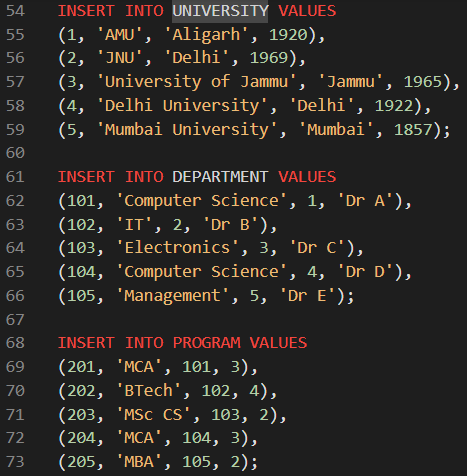 54 INSERT INTO UNIVERSITY VALUES
55 (1, 'AMU', 'Aligarh', 1920),
56 (2, 'JNU', 'Delhi', 1969),
57 (3, 'University of Jammu', 'Jammu', 1965),
58 (4, 'Delhi University', 'Delhi', 1922),
59 (5, 'Mumbai University', 'Mumbai', 1857);
60
61 INSERT INTO DEPARTMENT VALUES
62 (101, 'Computer Science', 1, 'Dr A'),
63 (102, 'IT', 2, 'Dr B'),
64 (103, 'Electronics', 3, 'Dr C'),
65 (104, 'Computer Science', 4, 'Dr D'),
66 (105, 'Management', 5, 'Dr E');
67
68 INSERT INTO PROGRAM VALUES
69 (201, 'MCA', 101, 3),
70 (202, 'BTech', 102, 4),
71 (203, 'MSc CS', 103, 2),
72 (204, 'MCA', 104, 3),
73 (205, 'MBA', 105, 2);